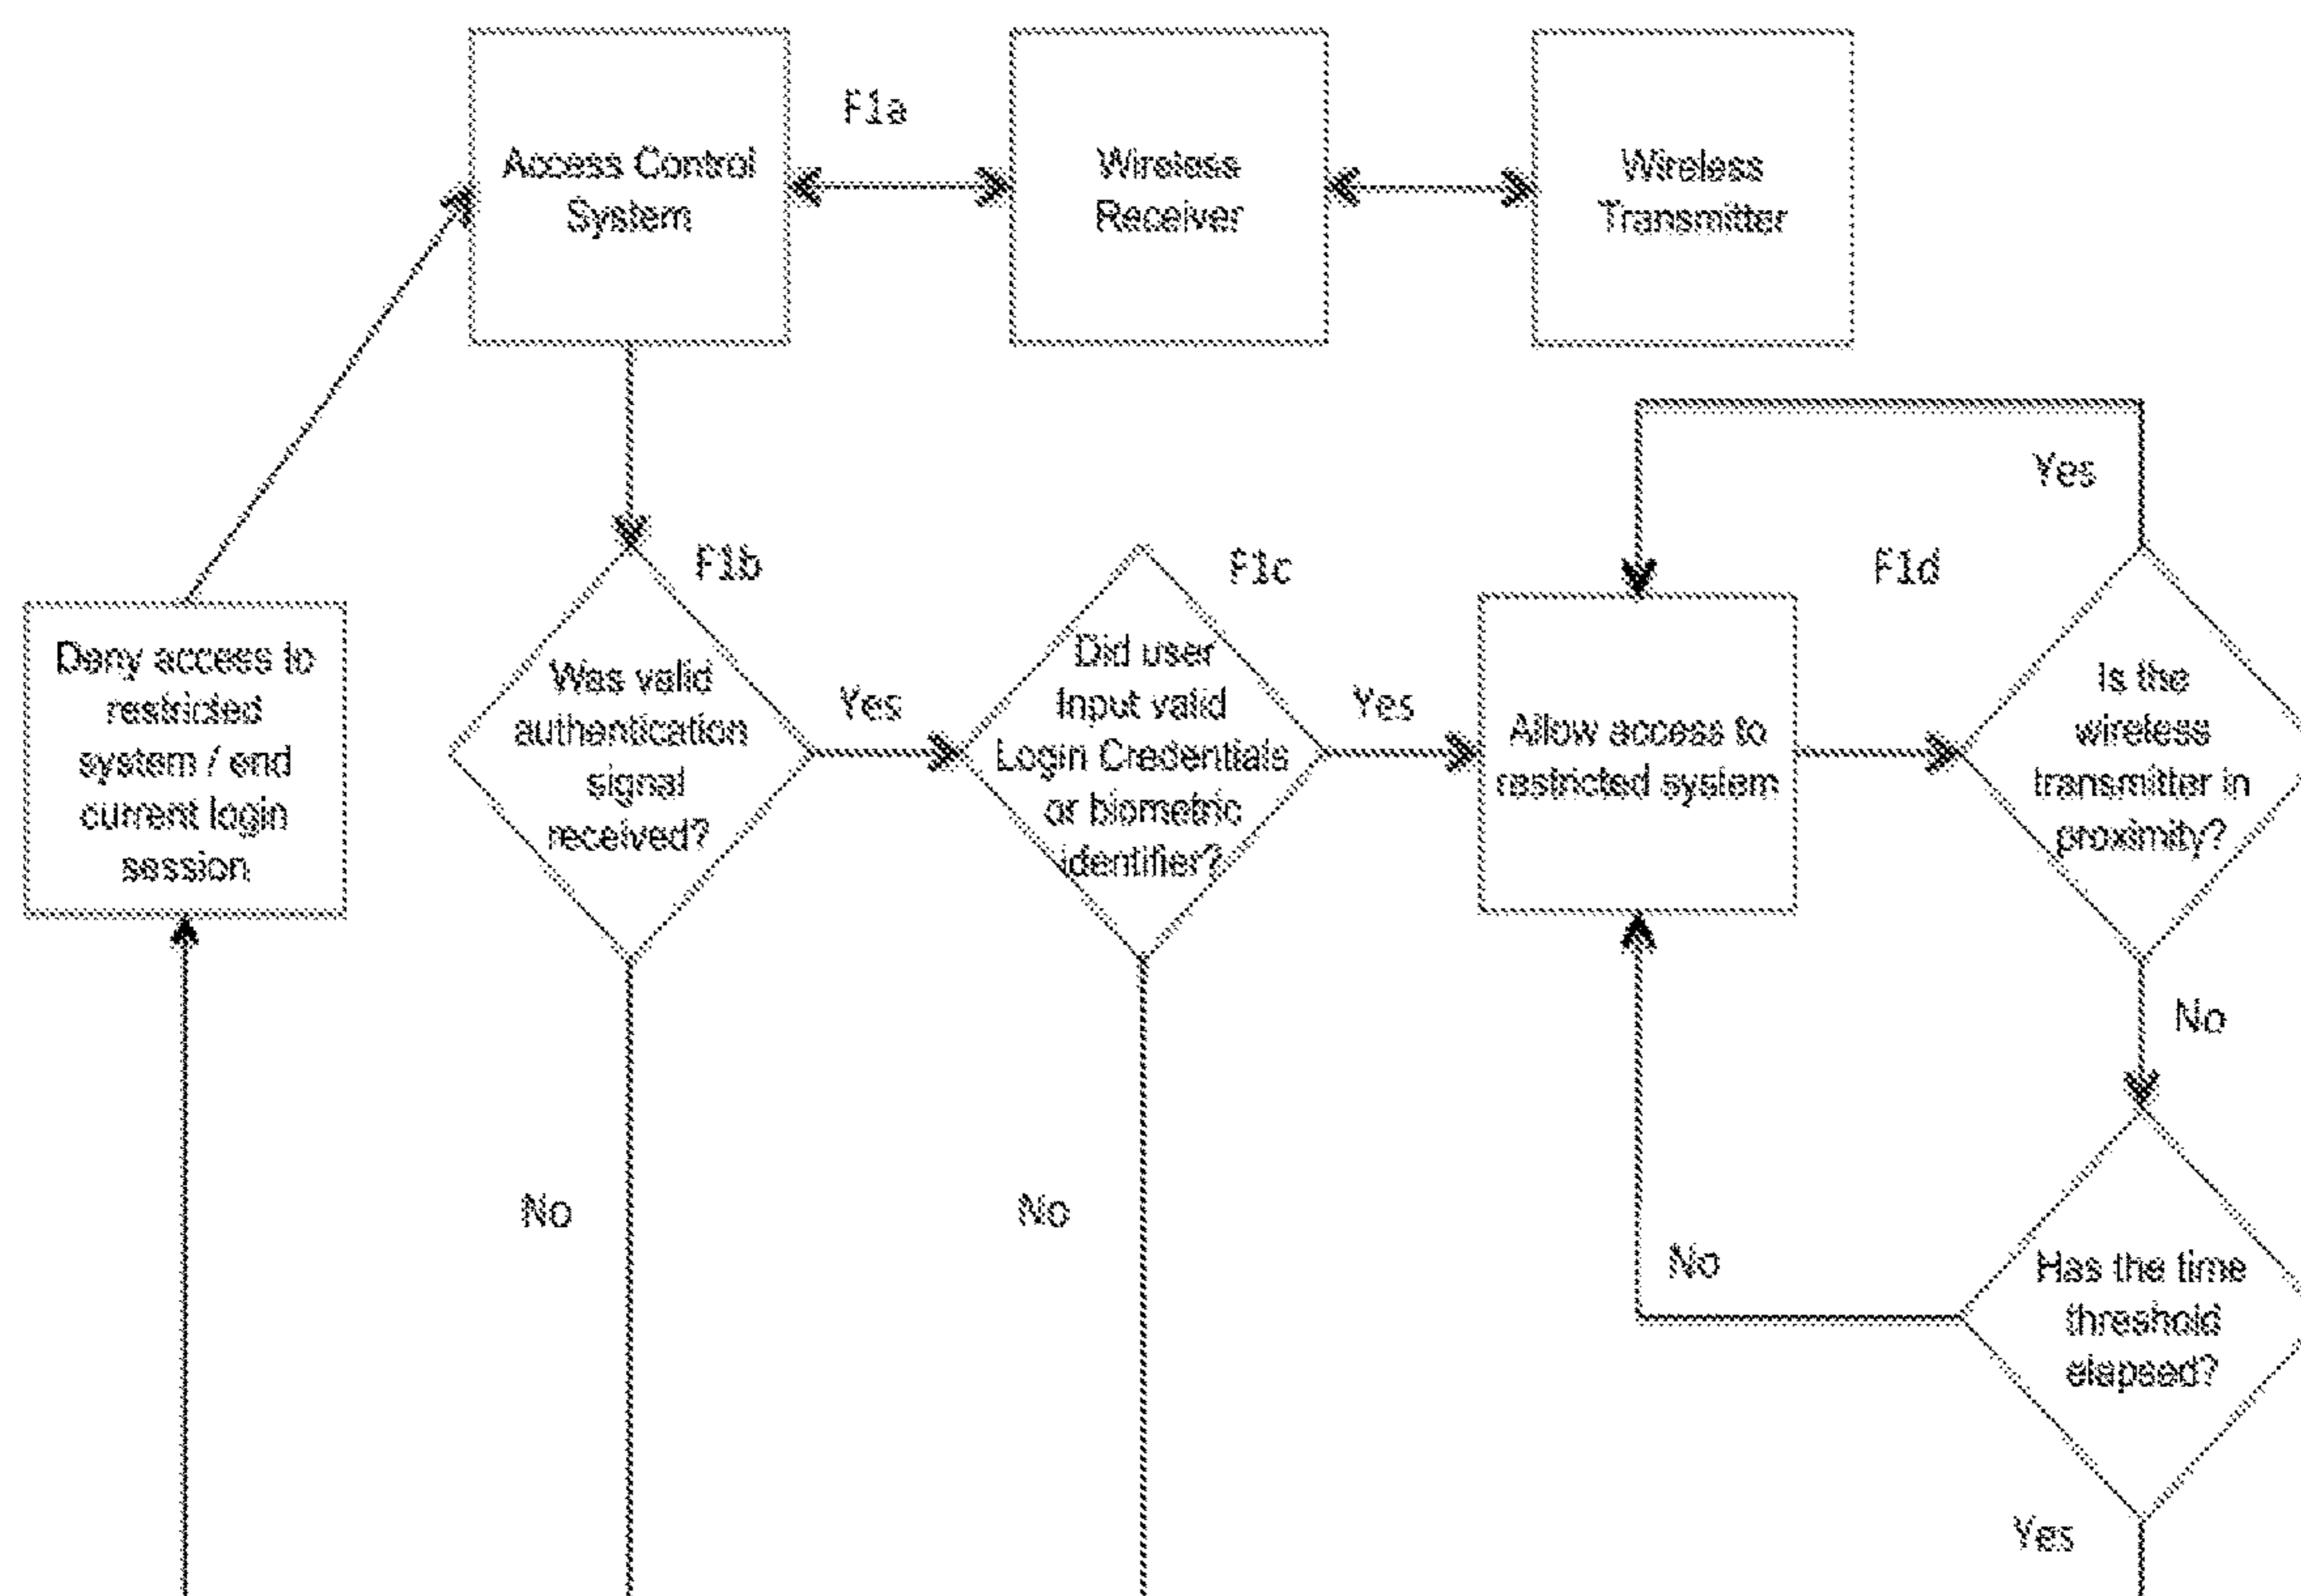 F1a
Access Control
System
Wireless
Receiver
Wireless
Transmitter
Yes
F1b
F1c
F1d
Deny access to
restricted
system / end
current login
session
Was valid
authentication
signal
received?
Yes
Did user
Input valid
Login Credentials
or biometric
identifier?
Yes
Allow access to
restricted system
Is the
wireless
transmitter in
proximity?
No
No
No
No
Has the time
threshold
elapsed?
Yes